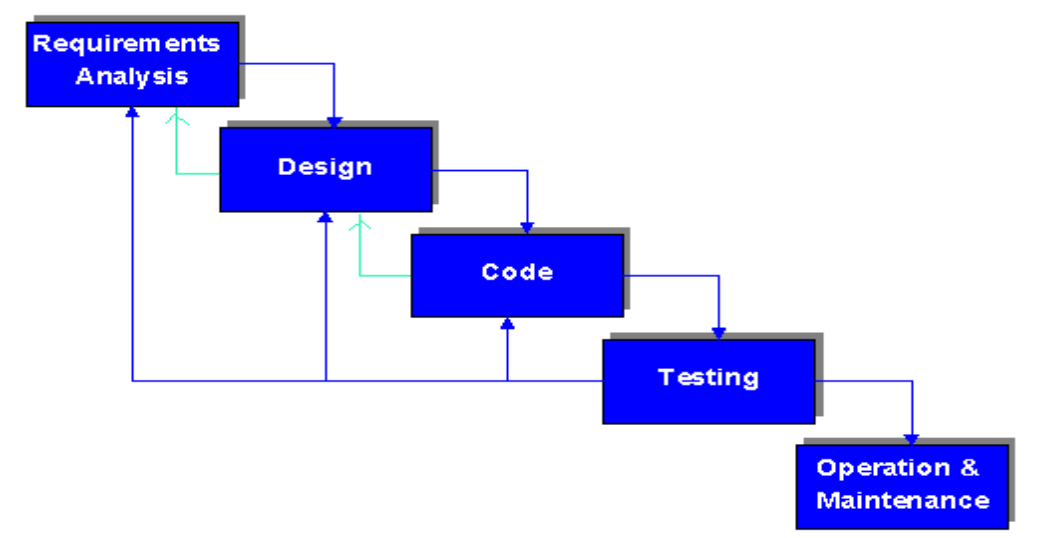 Requirements
Analysis
Design
Code
Testing
Operation &
Maintenance